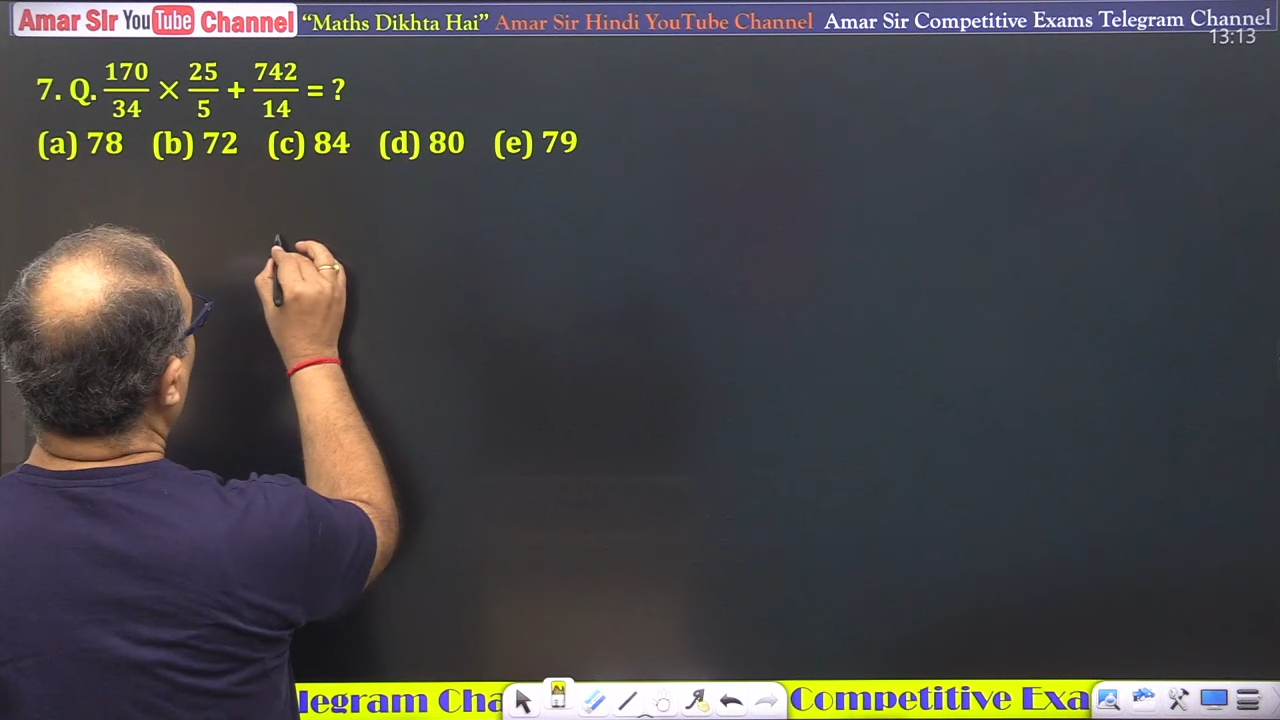 Amar Sir YouTube Channel "Maths Dikhta Hai" Amar Sir Hindi YouTube Channel Amar Sir Competitive Exams Telegram Channel
13:13
7. Q. 170/34 × 25/5 + 742/14 = ?
(a) 78 (b) 72 (c) 84 (d) 80 (e) 79
legram Cha Competitive Exa